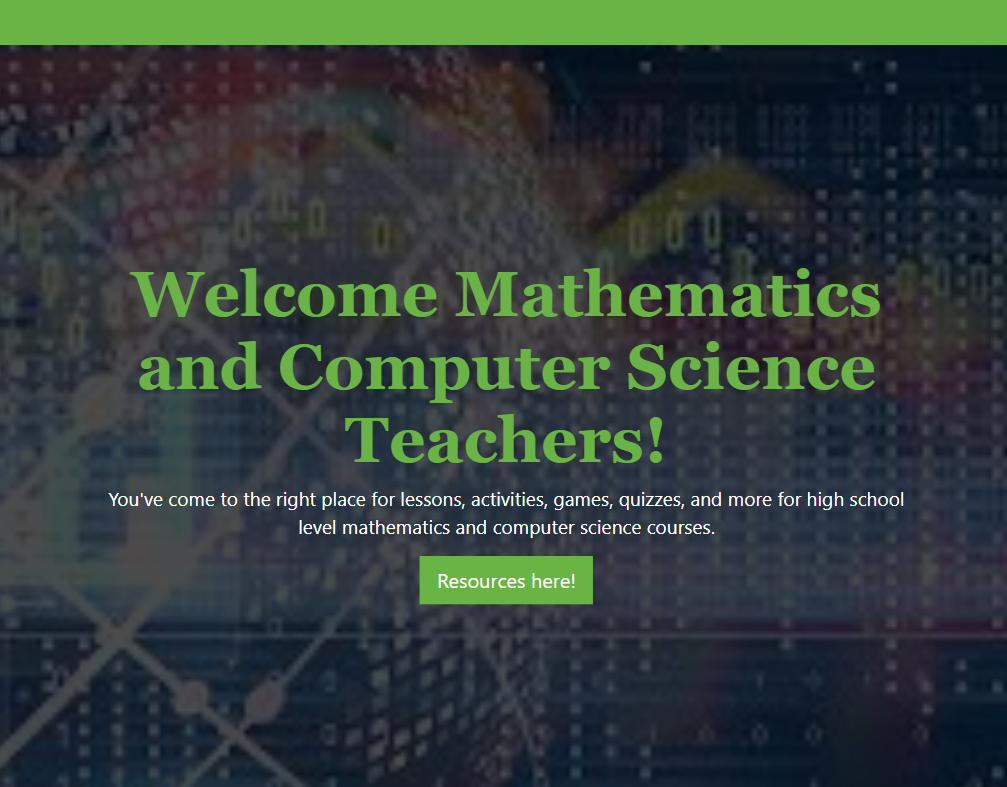 Welcome Mathematics
and Computer Science
Teachers!
You've come to the right place for lessons, activities, games, quizzes, and more for high school
level mathematics and computer science courses.
Resources here!